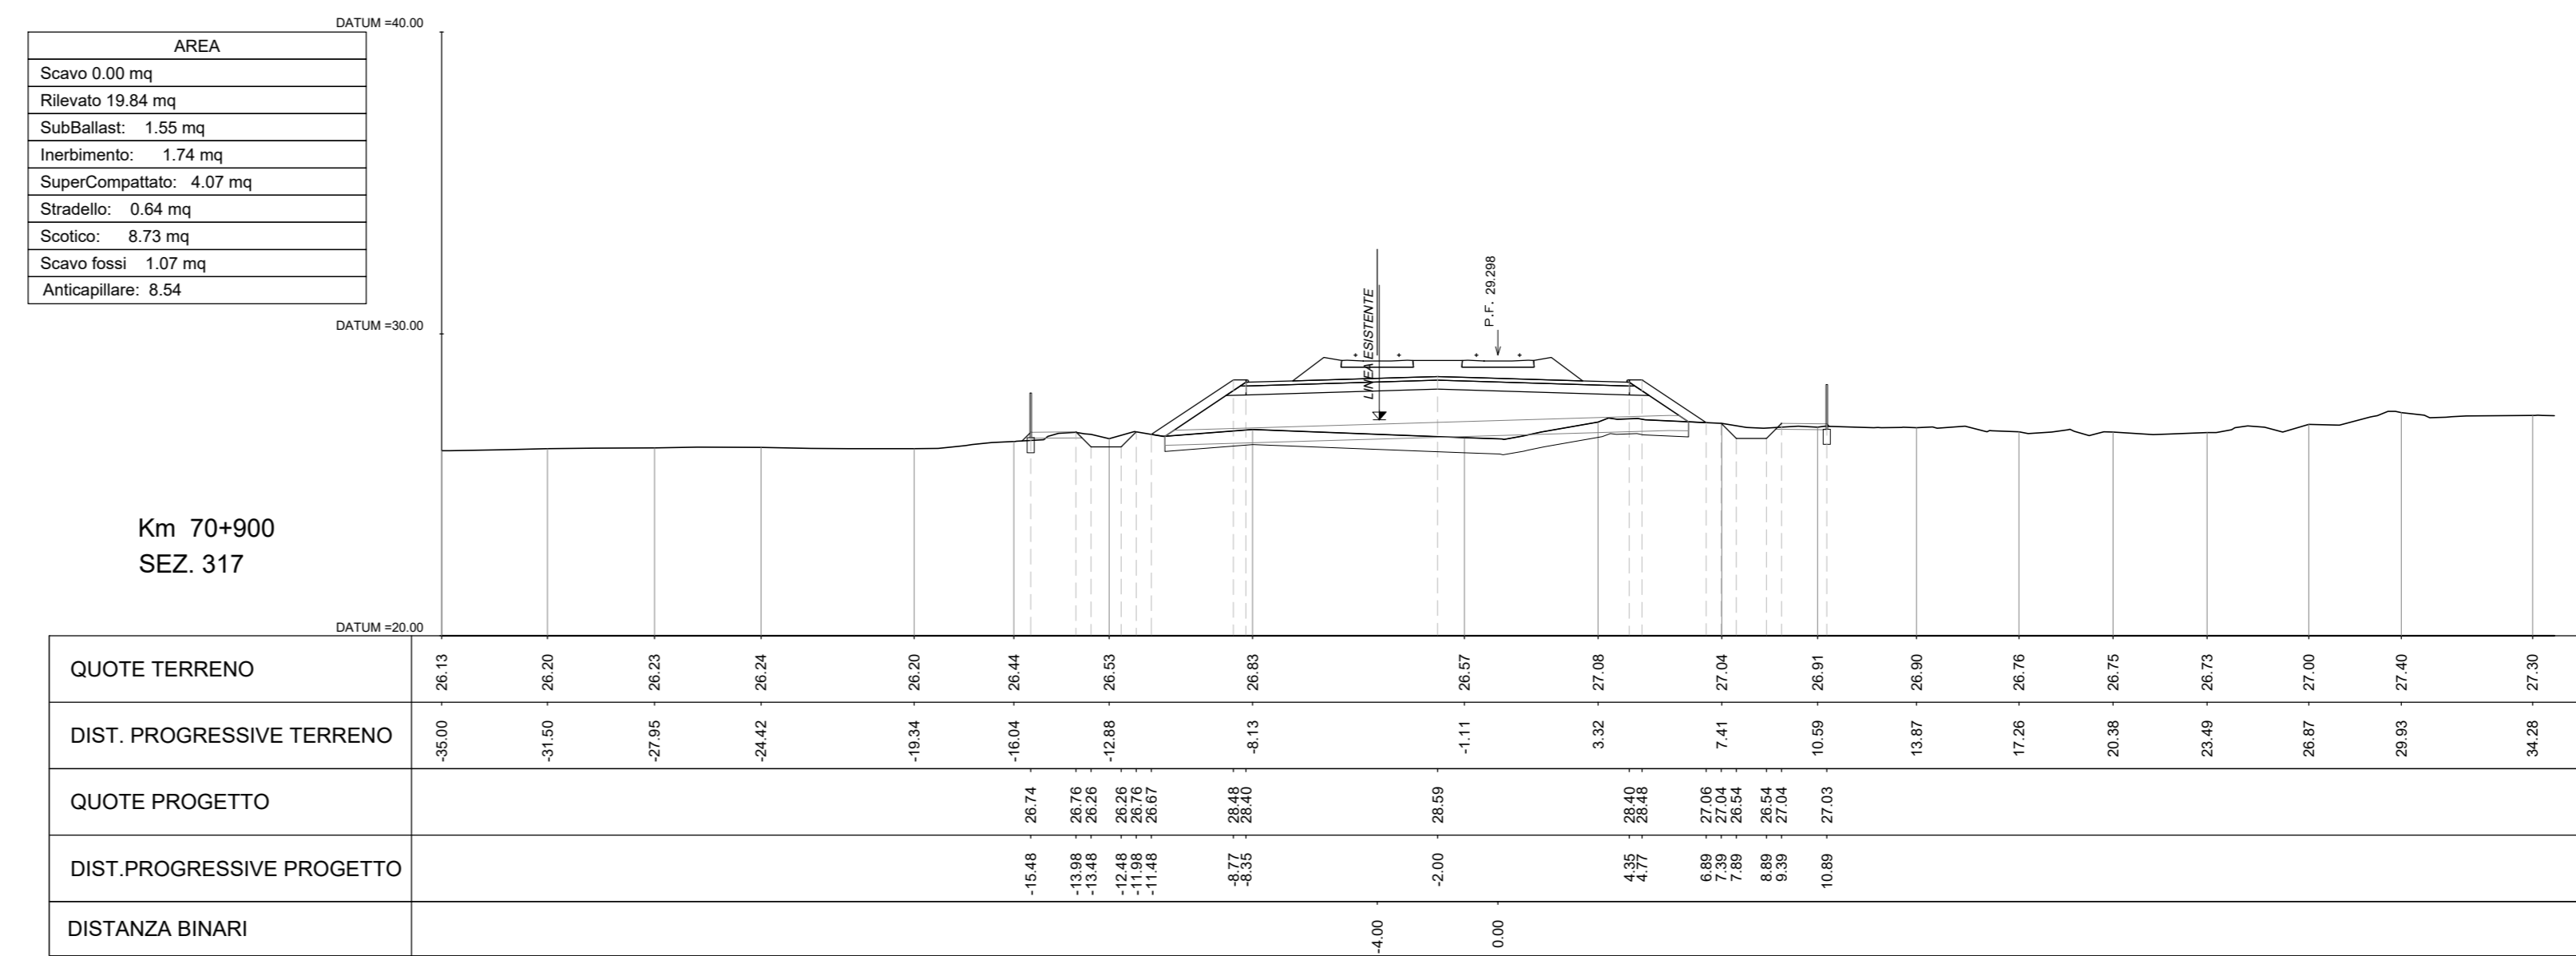 DATUM =40.00
AREA
Scavo 0.00 mq
Rilevato 19.84 mq
SubBallast: 1.55 mq
Inerbimento: 1.74 mq
SuperCompattato: 4.07 mq
Stradello: 0.64 mq
Scotico: 8.73 mq
Scavo fossi 1.07 mq
Anticapillare: 8.54
DATUM =30.00
LINEA ESISTENTE
P.F. 29.298
Km 70+900
SEZ. 317
DATUM =20.00
QUOTE TERRENO 26.13 26.20 26.23 26.24 26.20 26.44 26.53 26.83 26.57 27.08 27.04 26.91 26.90 26.76 26.75 26.73 27.00 27.40 27.30
DIST. PROGRESSIVE TERRENO -35.00 -31.50 -27.95 -24.42 -19.34 -16.04 -12.88 -8.13 -1.11 3.32 7.41 10.59 13.87 17.26 20.38 23.49 26.87 29.93 34.28
QUOTE PROGETTO 26.74 26.76 26.26 26.26 26.76 26.67 28.48 28.40 28.59 28.40 28.48 27.06 27.04 26.54 26.54 27.04 27.03
DIST.PROGRESSIVE PROGETTO -15.48 -13.98 -13.48 -12.48 -11.98 -11.48 -8.77 -8.35 -2.00 4.35 4.77 6.89 7.39 7.89 8.89 9.39 10.89
DISTANZA BINARI -4.00 0.00